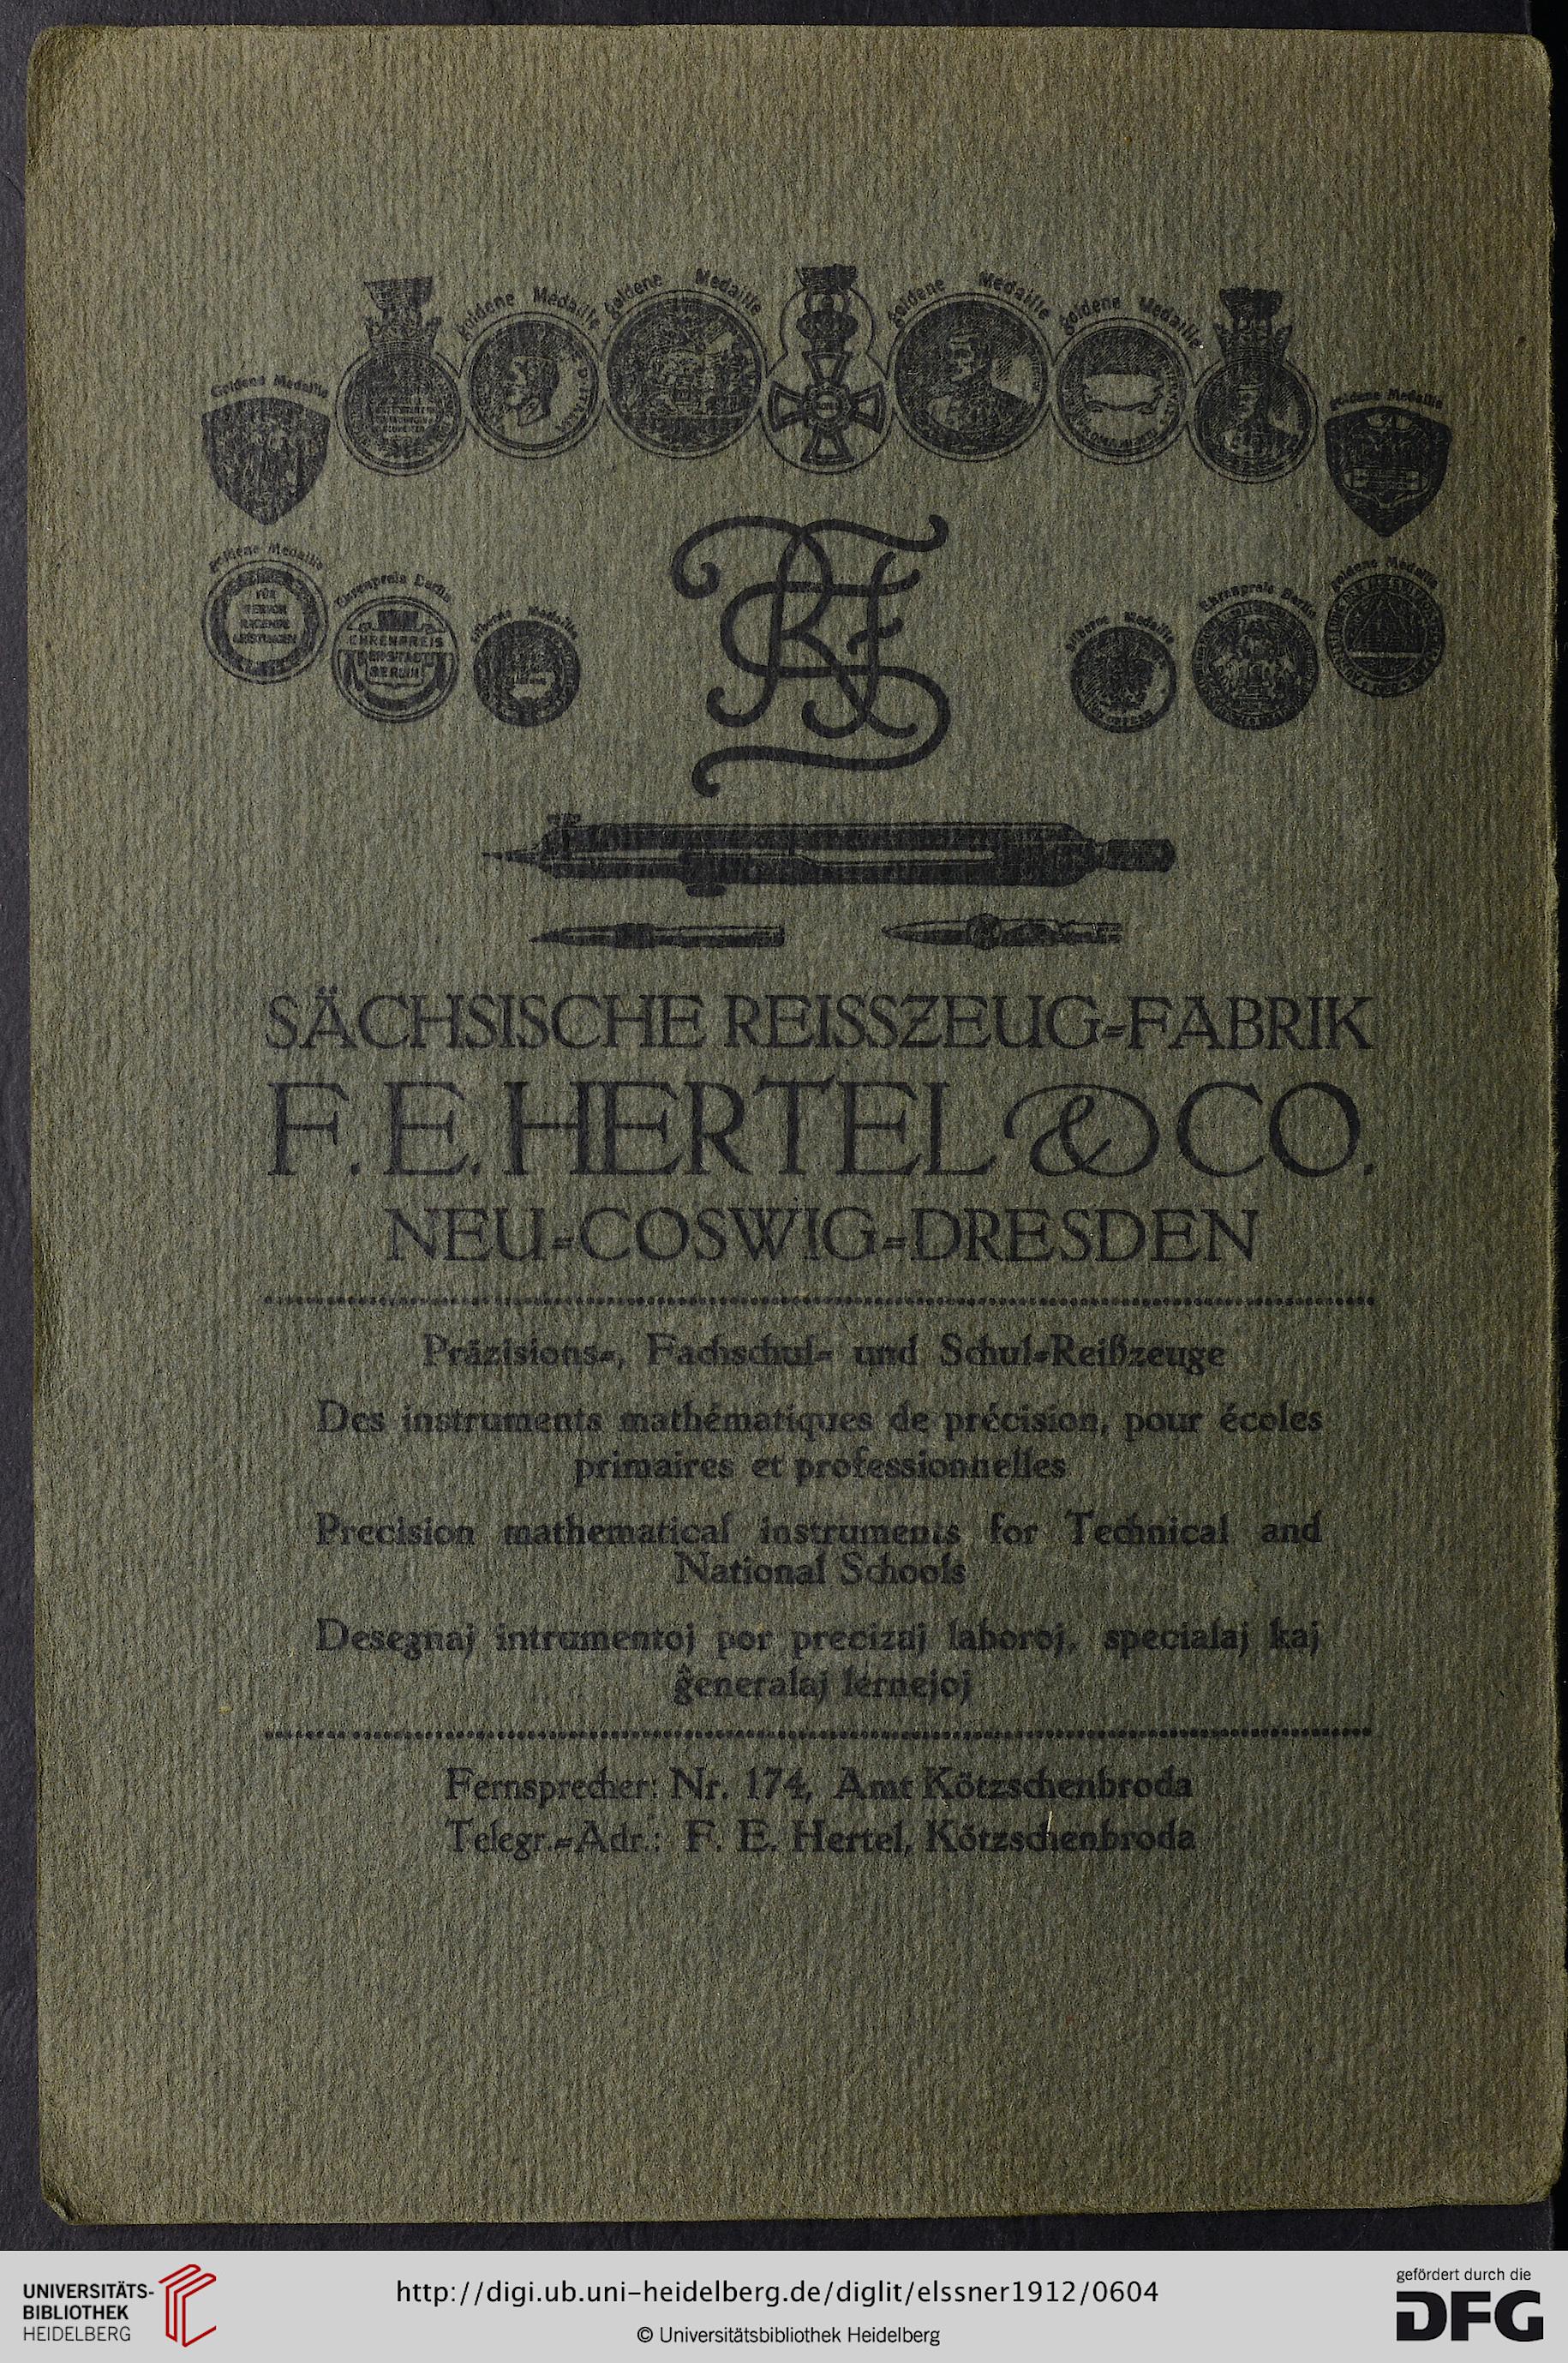 goldene Medaille
goldene Medaille
goldene Medaille
goldene Medaille
Goldene Medaille
goldene Medaille
goldene Medaille
FÜR
LEISTUNGEN
Ehrenpreis Berlin
EHRENPREIS
BERLIN
silberne Medaille
silberne Medaille
Ehrenpreis Berlin
goldene Medaille
SÄCHSISCHE REISSZEUG=FABRIK
F. E. HERTEL & CO.
NEU=COSWIG=DRESDEN
Präzisions=, Fachschul= und Schul=Reißzeuge
Des instruments mathématiques de précision, pour écoles
primaires et professionnelles
Precision mathematical instruments for Technical and
National Schools
Desegnaj intrumentoj por precizaj laboroj, specialaj kaj
ĝeneralaj lernejoj
Fernsprecher: Nr. 174, Amt Kötzschenbroda
Telegr.=Adr.: F. E. Hertel, Kötzschenbroda
UNIVERSITÄTS-
BIBLIOTHEK
HEIDELBERG
http://digi.ub.uni-heidelberg.de/diglit/elssner1912/0604
© Universitätsbibliothek Heidelberg
gefördert durch die
DFG